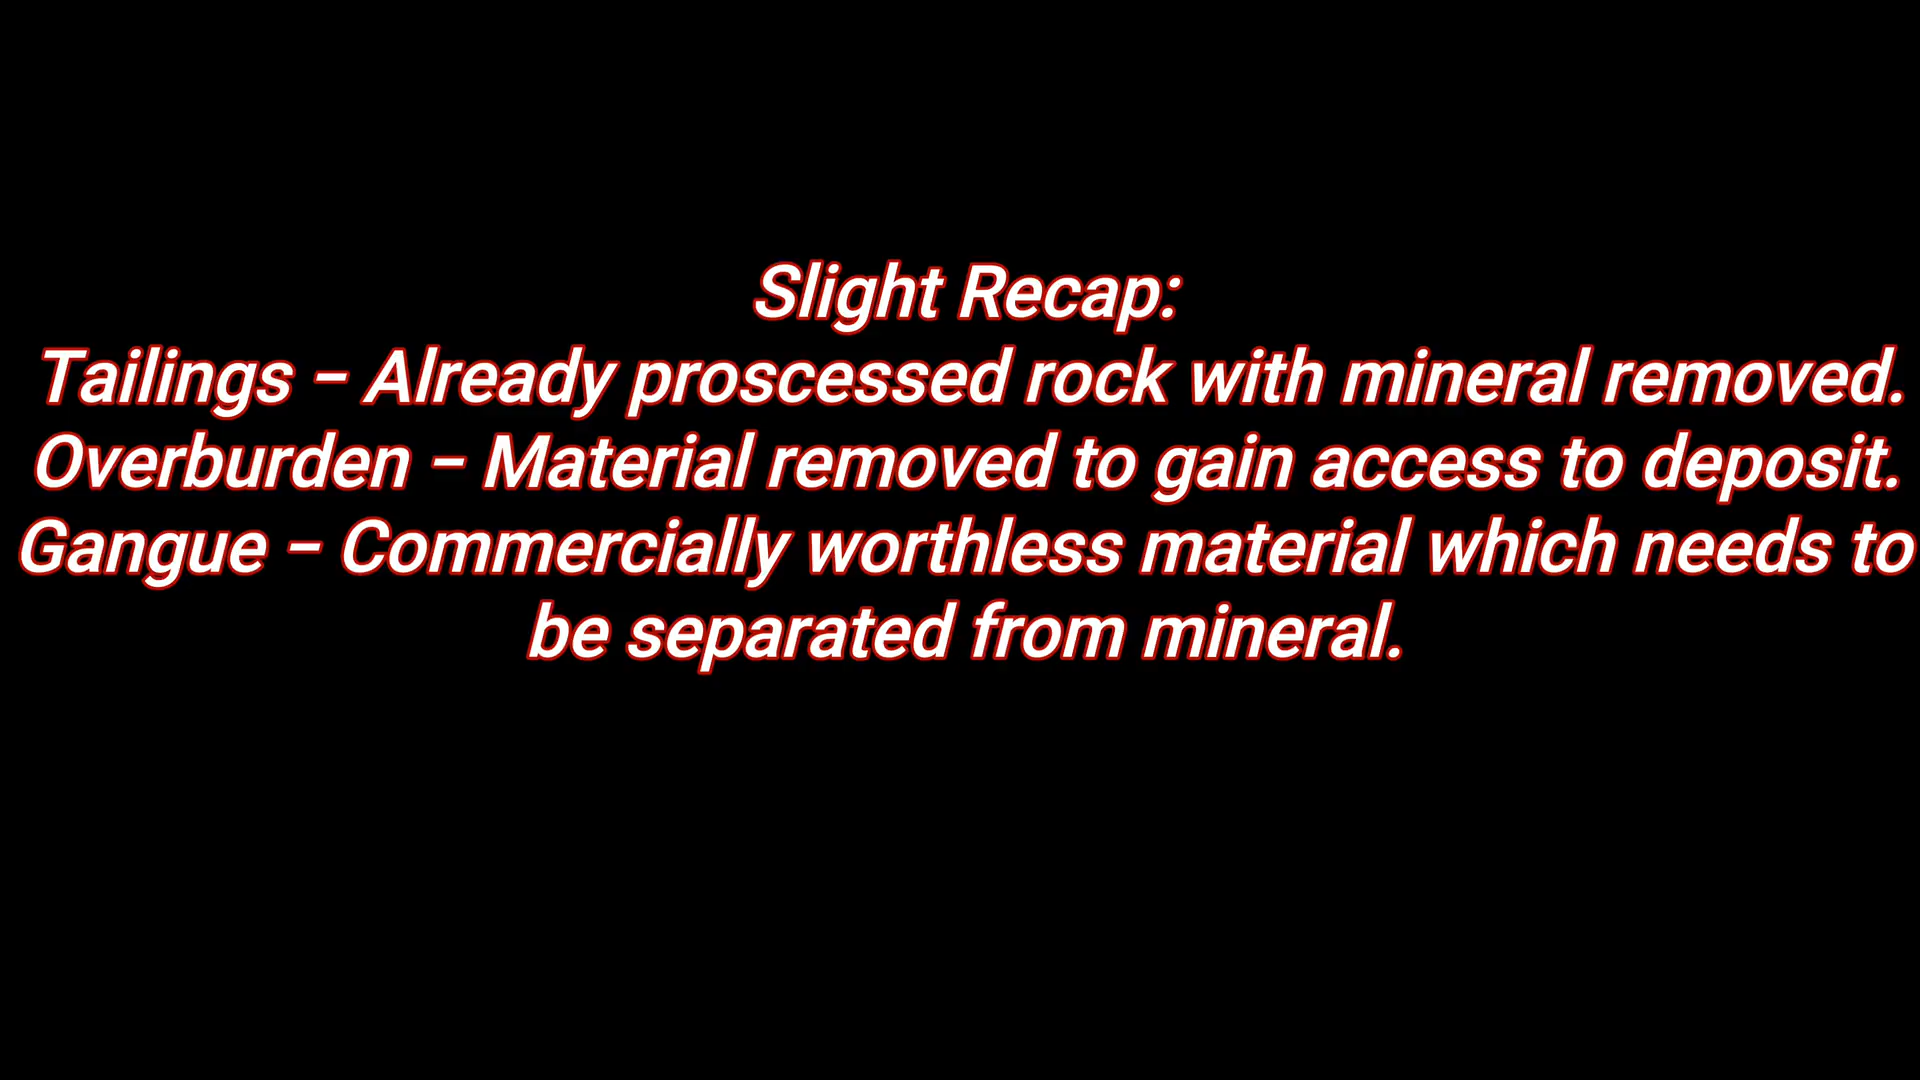 Slight Recap:
Tailings – Already proscessed rock with mineral removed.
Overburden – Material removed to gain access to deposit.
Gangue – Commercially worthless material which needs to
be separated from mineral.